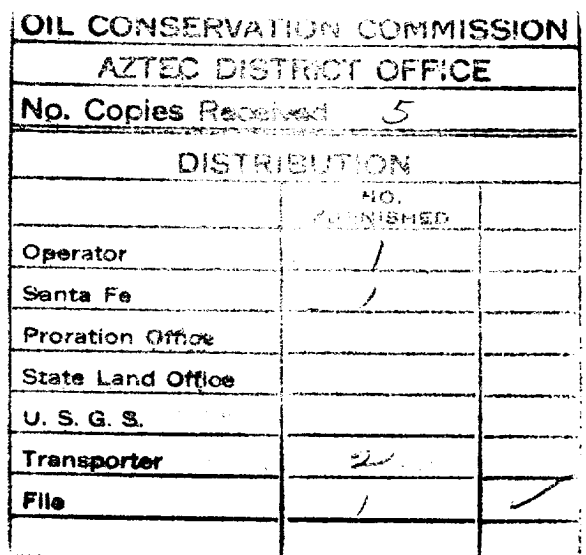 OIL CONSERVATION COMMISSION
AZTEC DISTRICT OFFICE
No. Copies Received 5
DISTRIBUTION
NO.
FURNISHED
Operator 1
Santa Fe 1
Proration Office
State Land Office
U. S. G. S.
Transporter 2
File 1 ✓